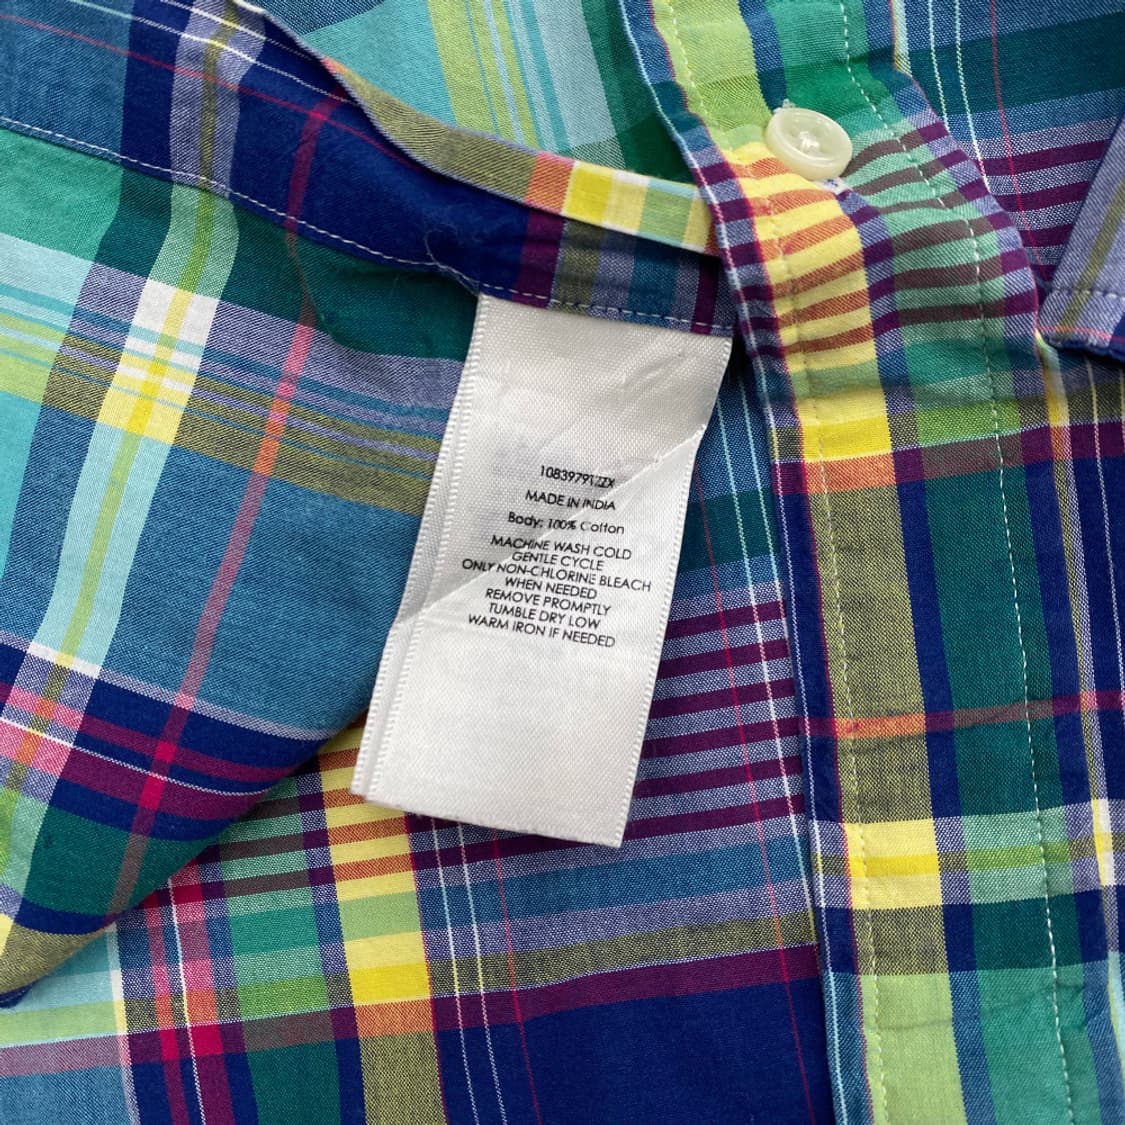 MADE IN INDIA
Body: 100% Cotton
MACHINE WASH COLD
GENTLE CYCLE
ONLY NON-CHLORINE BLEACH
WHEN NEEDED
REMOVE PROMPTLY
TUMBLE DRY LOW
WARM IRON IF NEEDED